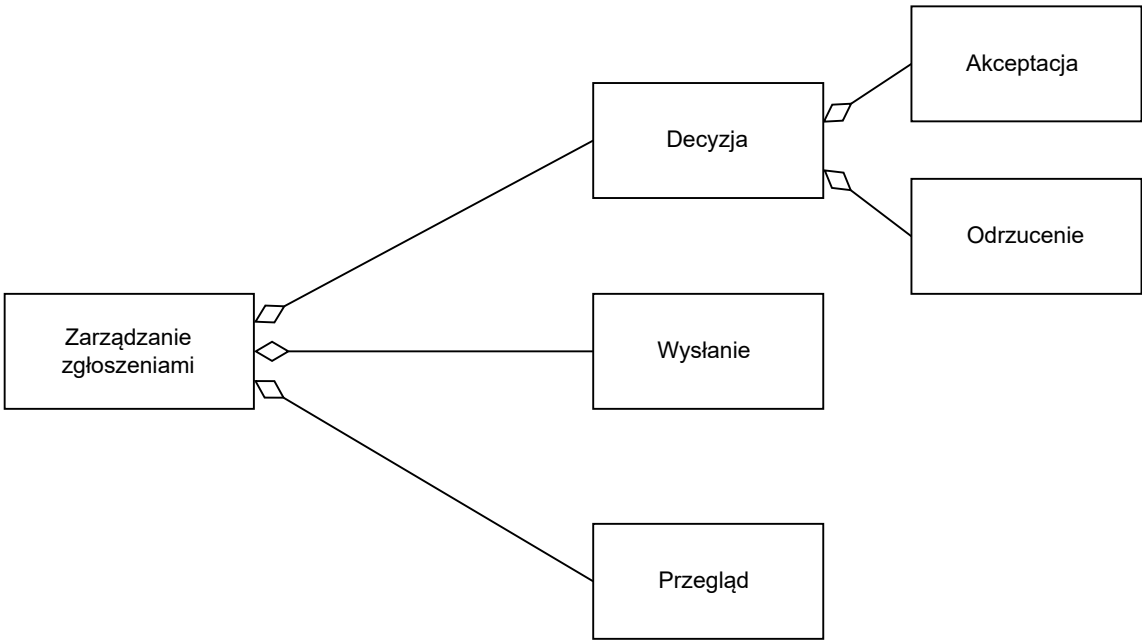 Akceptacja
Decyzja
Odrzucenie
Zarządzanie
zgłoszeniami
Wysłanie
Przegląd